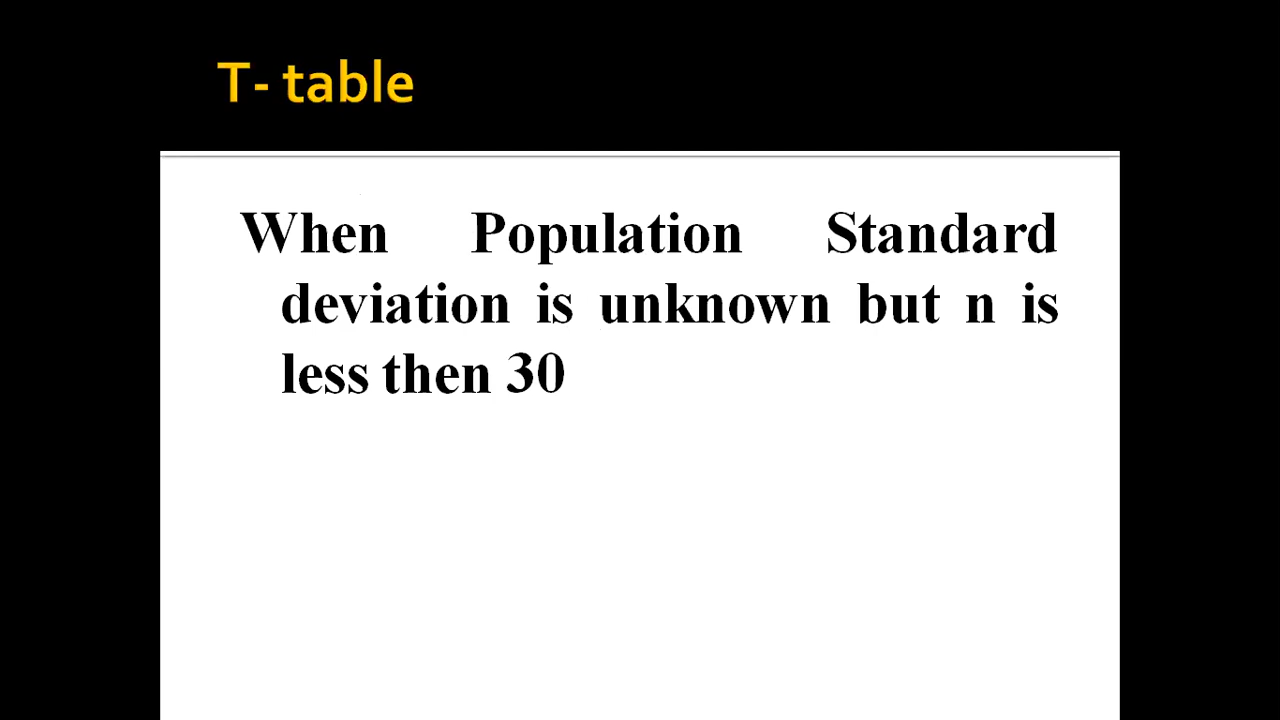 T- table
When Population Standard
deviation is unknown but n is
less then 30